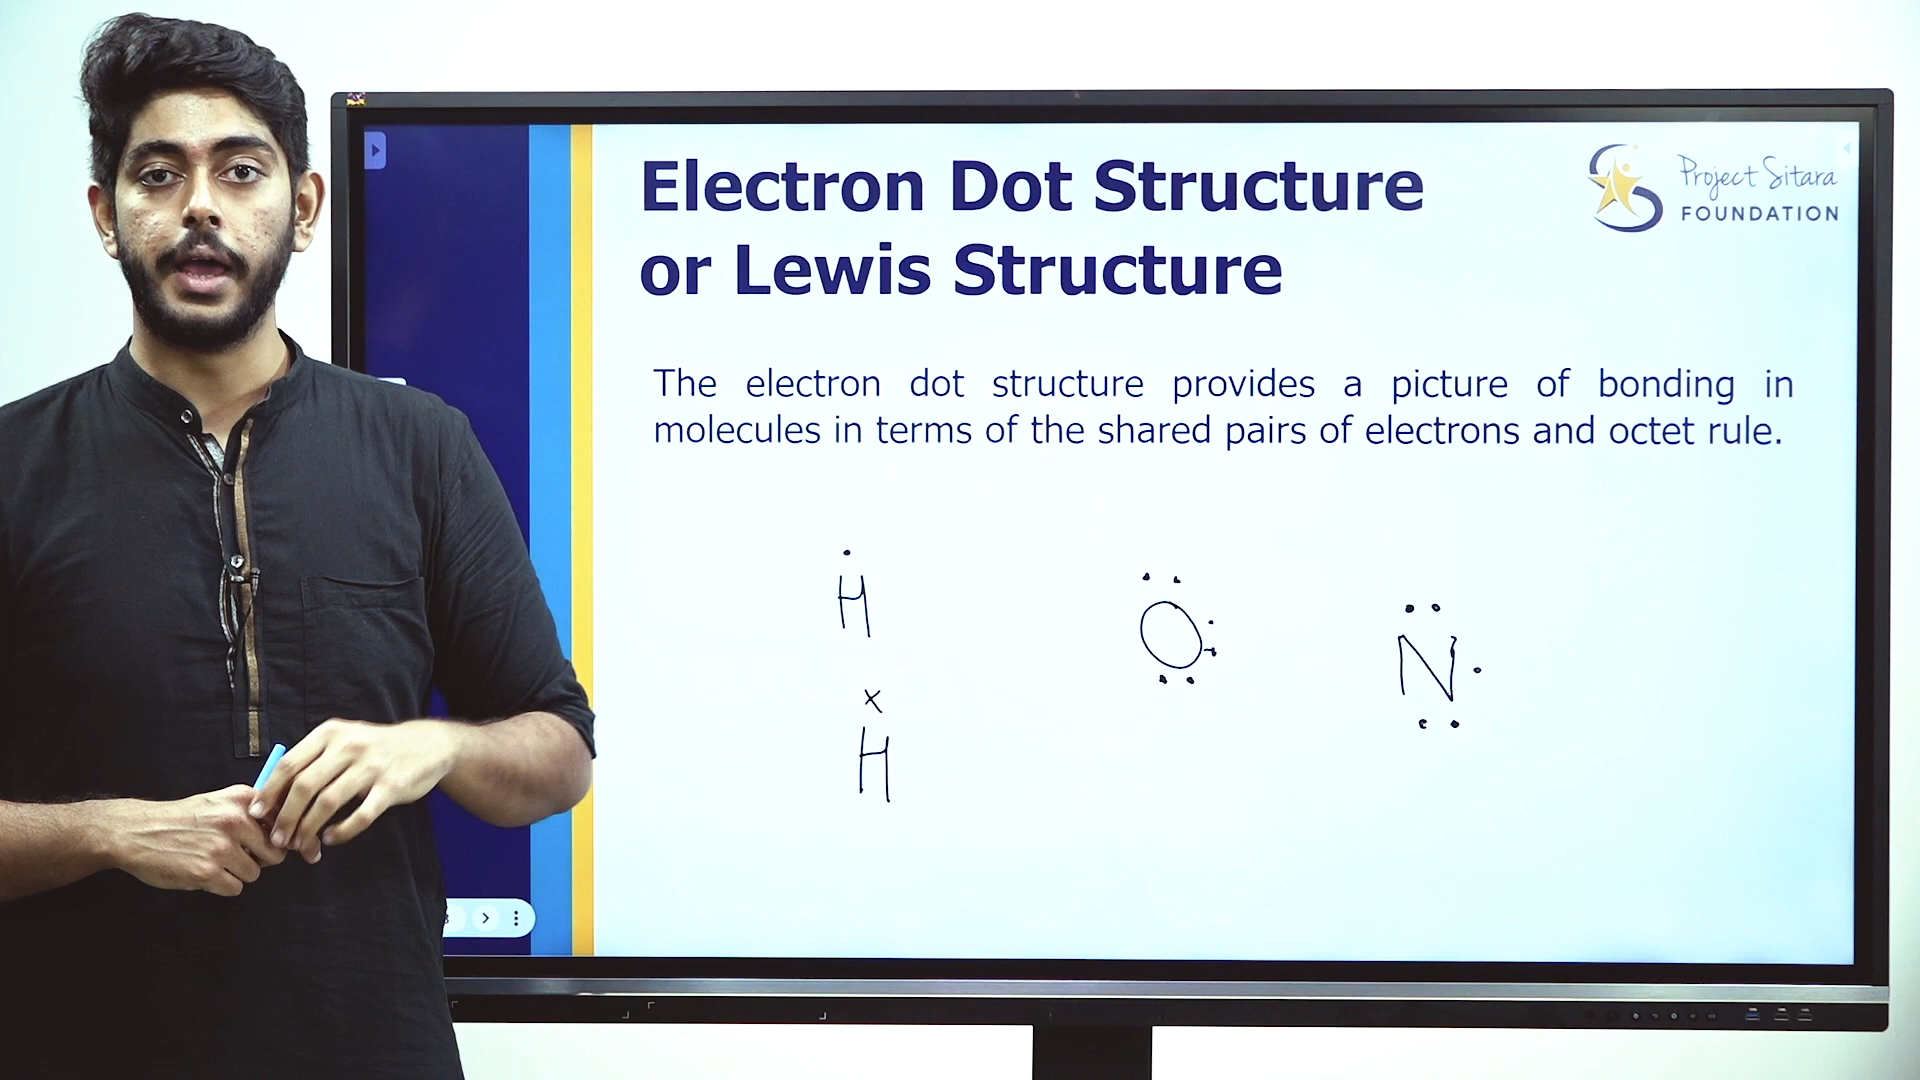 Electron Dot Structure
or Lewis Structure
Project Sitara
FOUNDATION
The electron dot structure provides a picture of bonding in
molecules in terms of the shared pairs of electrons and octet rule.
H
O
N
x
H